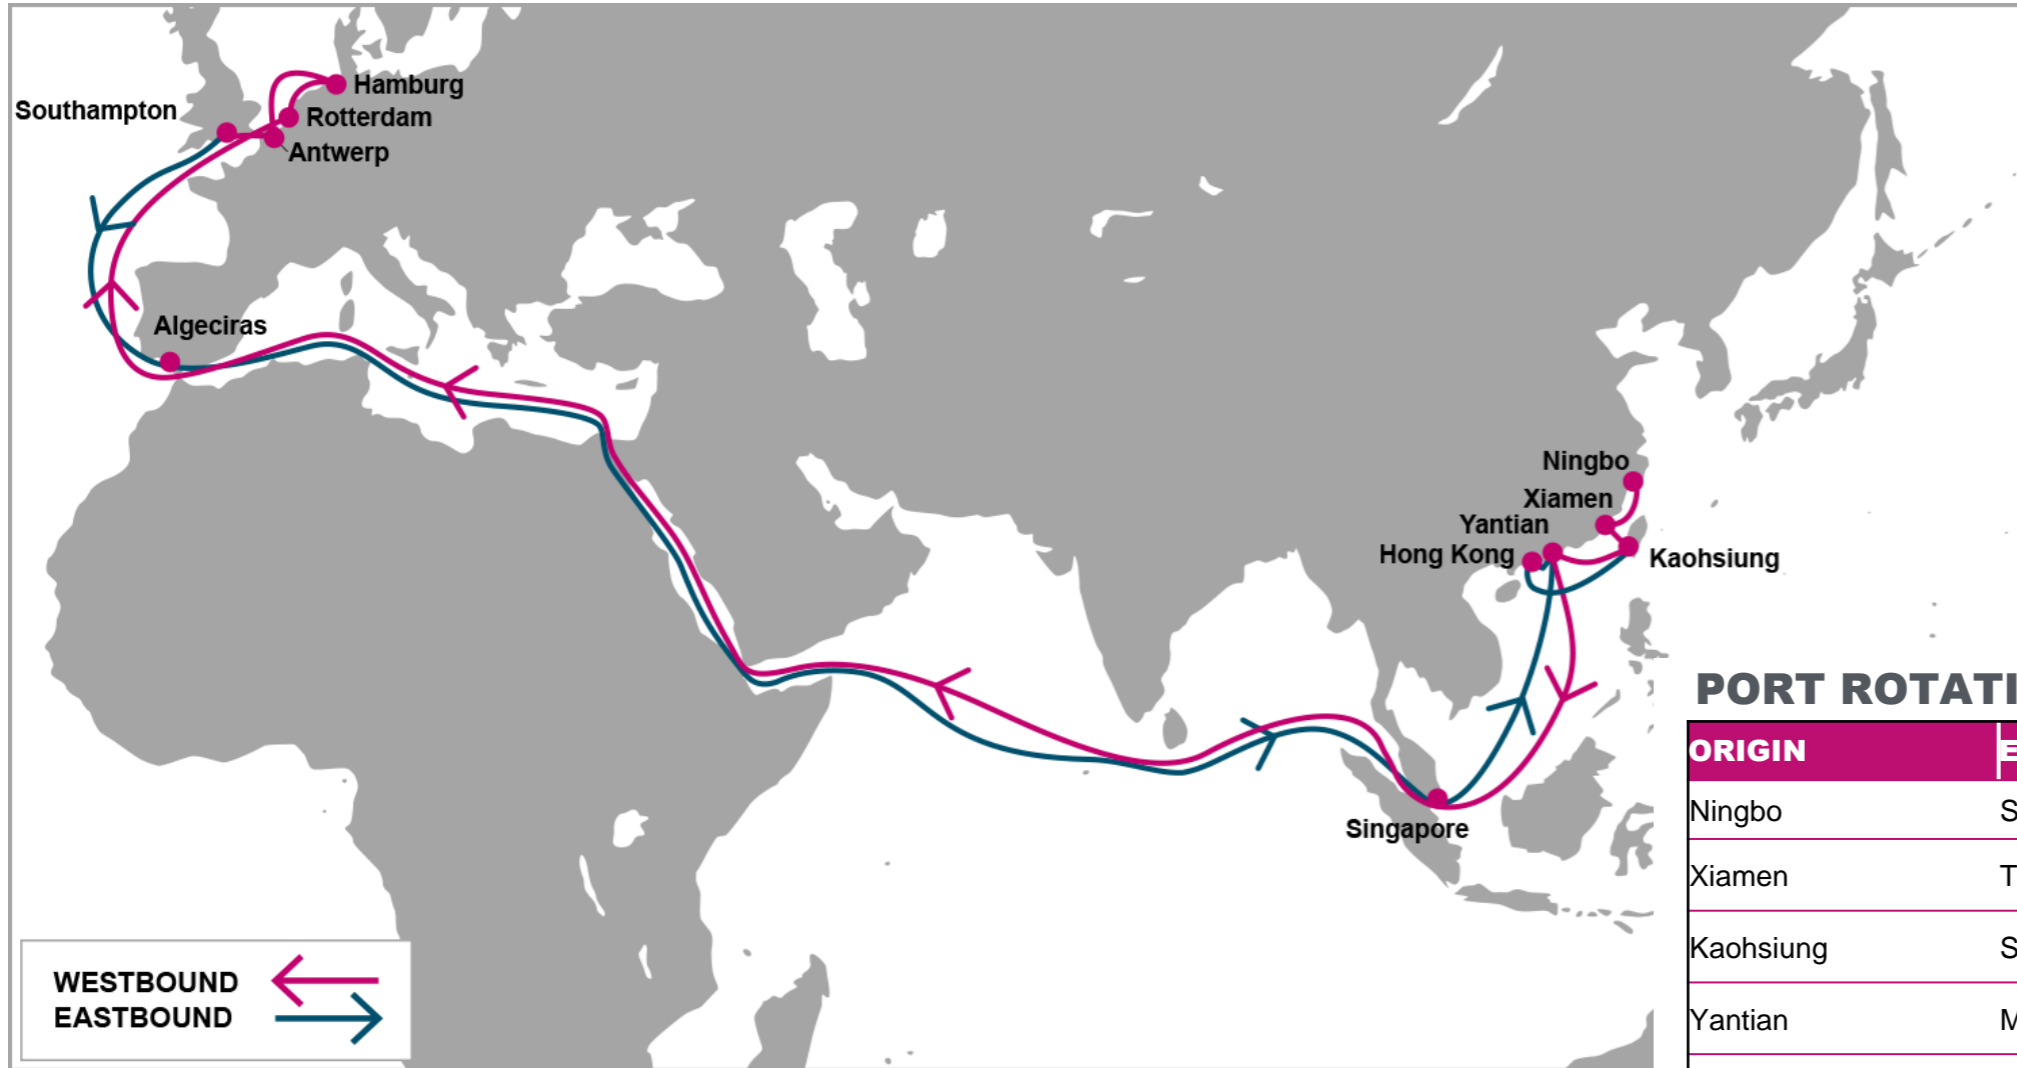 Hamburg
Southampton
Rotterdam
Antwerp
Algeciras
Ningbo
Xiamen
Yantian
Hong Kong
Kaohsiung
Singapore
WESTBOUND
EASTBOUND
PORT ROTATI
ORIGIN
Ningbo S
Xiamen T
Kaohsiung S
Yantian M